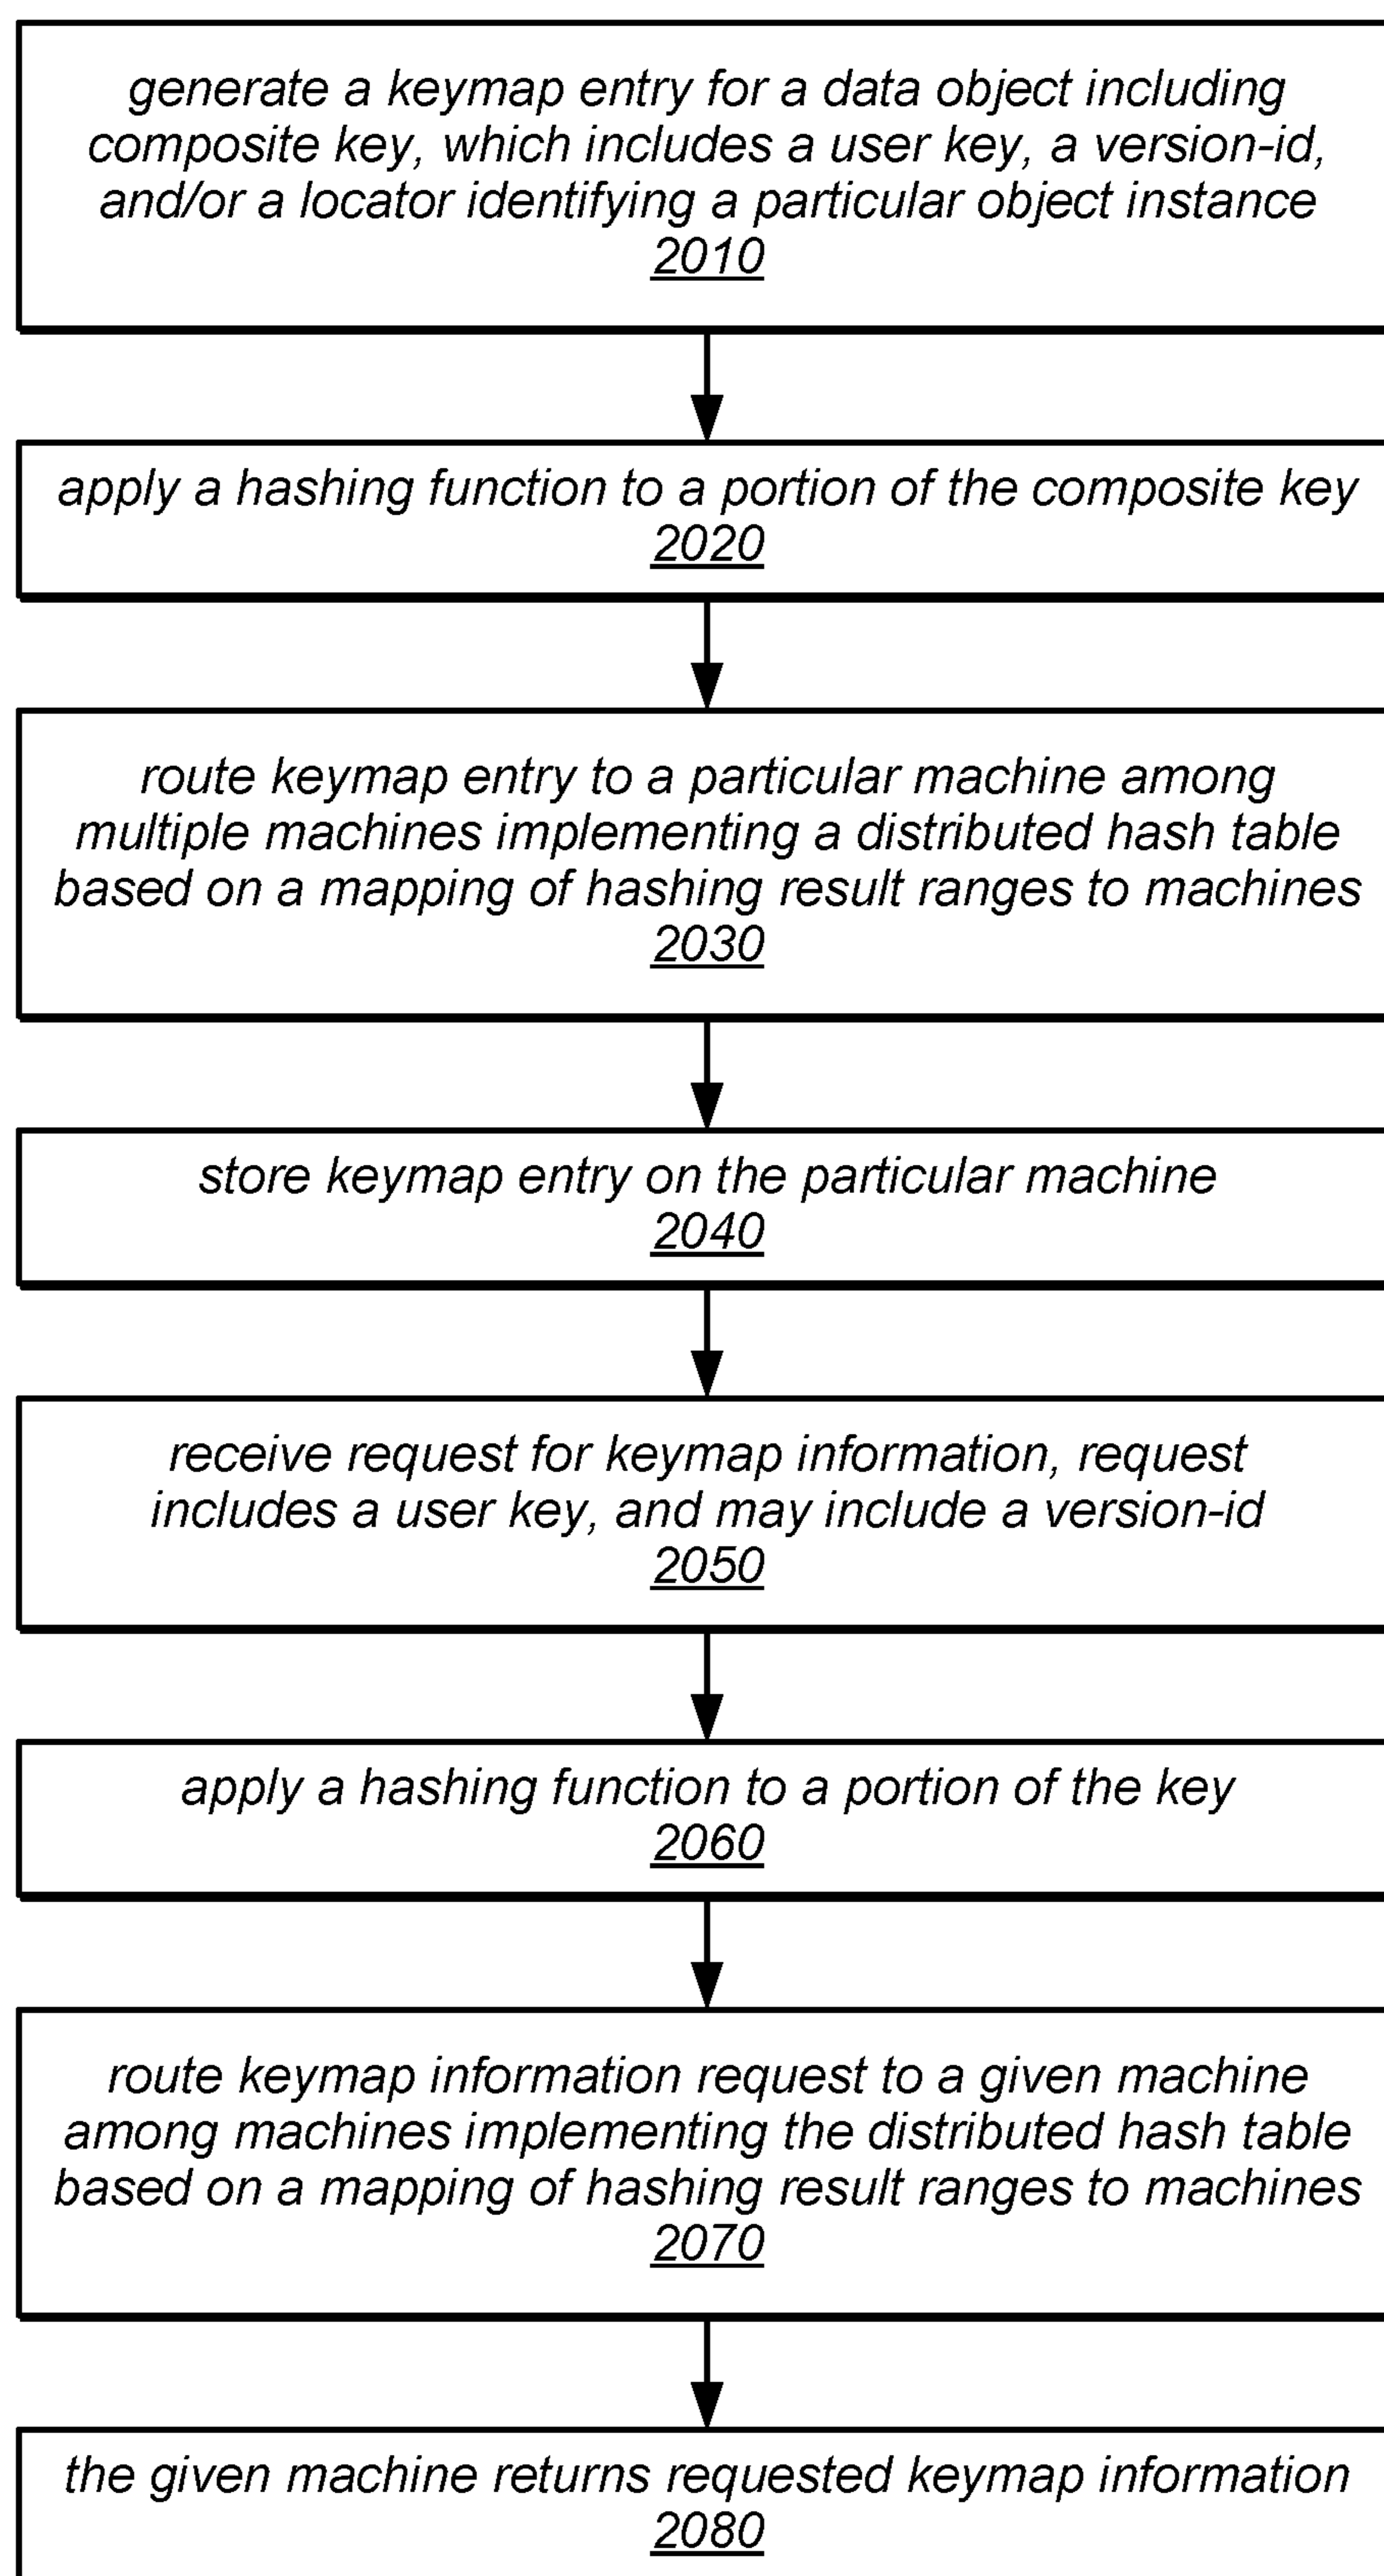 generate a keymap entry for a data object including
composite key, which includes a user key, a version-id,
and/or a locator identifying a particular object instance
2010
apply a hashing function to a portion of the composite key
2020
route keymap entry to a particular machine among
multiple machines implementing a distributed hash table
based on a mapping of hashing result ranges to machines
2030
store keymap entry on the particular machine
2040
receive request for keymap information, request
includes a user key, and may include a version-id
2050
apply a hashing function to a portion of the key
2060
route keymap information request to a given machine
among machines implementing the distributed hash table
based on a mapping of hashing result ranges to machines
2070
the given machine returns requested keymap information
2080